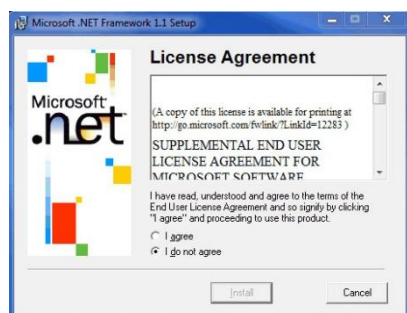 Microsoft .NET Framework 1.1 Setup
License Agreement
Microsoft
.net
(A copy of this license is available for printing at
http://go.microsoft.com/fwlink/?LinkId=12283 )
SUPPLEMENTAL END USER
LICENSE AGREEMENT FOR
MICROSOFT SOFTWARE
I have read, understood and agree to the terms of the
End User License Agreement and so signify by clicking
"I agree" and proceeding to use this product.
I agree
I do not agree
Install
Cancel